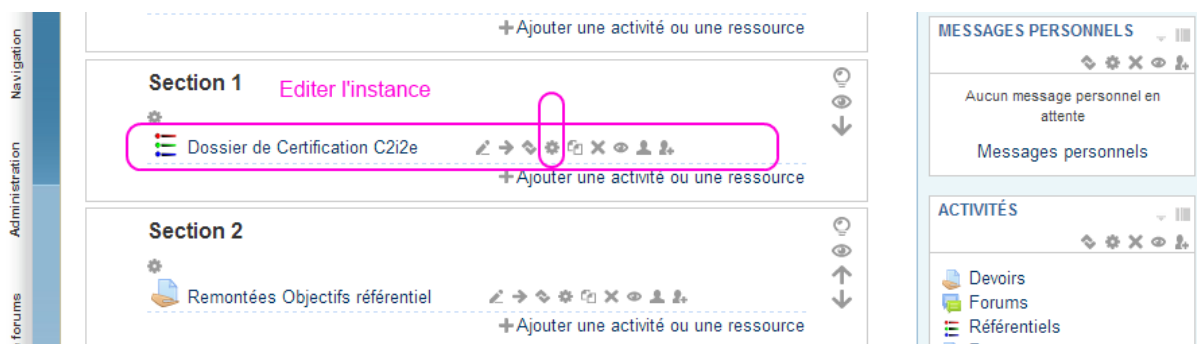 Navigation
Administration
forums
Ajouter une activité ou une ressource
Section 1
Editer l'instance
Dossier de Certification C2i2e
Ajouter une activité ou une ressource
Section 2
Remontées Objectifs référentiel
Ajouter une activité ou une ressource
MESSAGES PERSONNELS
Aucun message personnel en
attente
Messages personnels
ACTIVITÉS
Devoirs
Forums
Référentiels